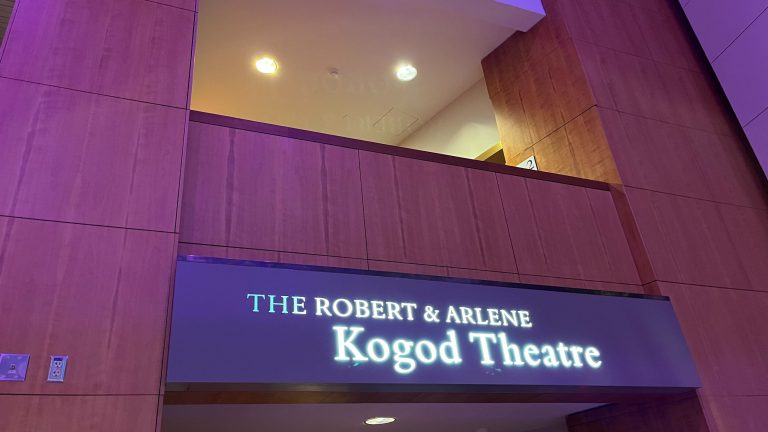 THE ROBERT & ARLENE
Kogod Theatre